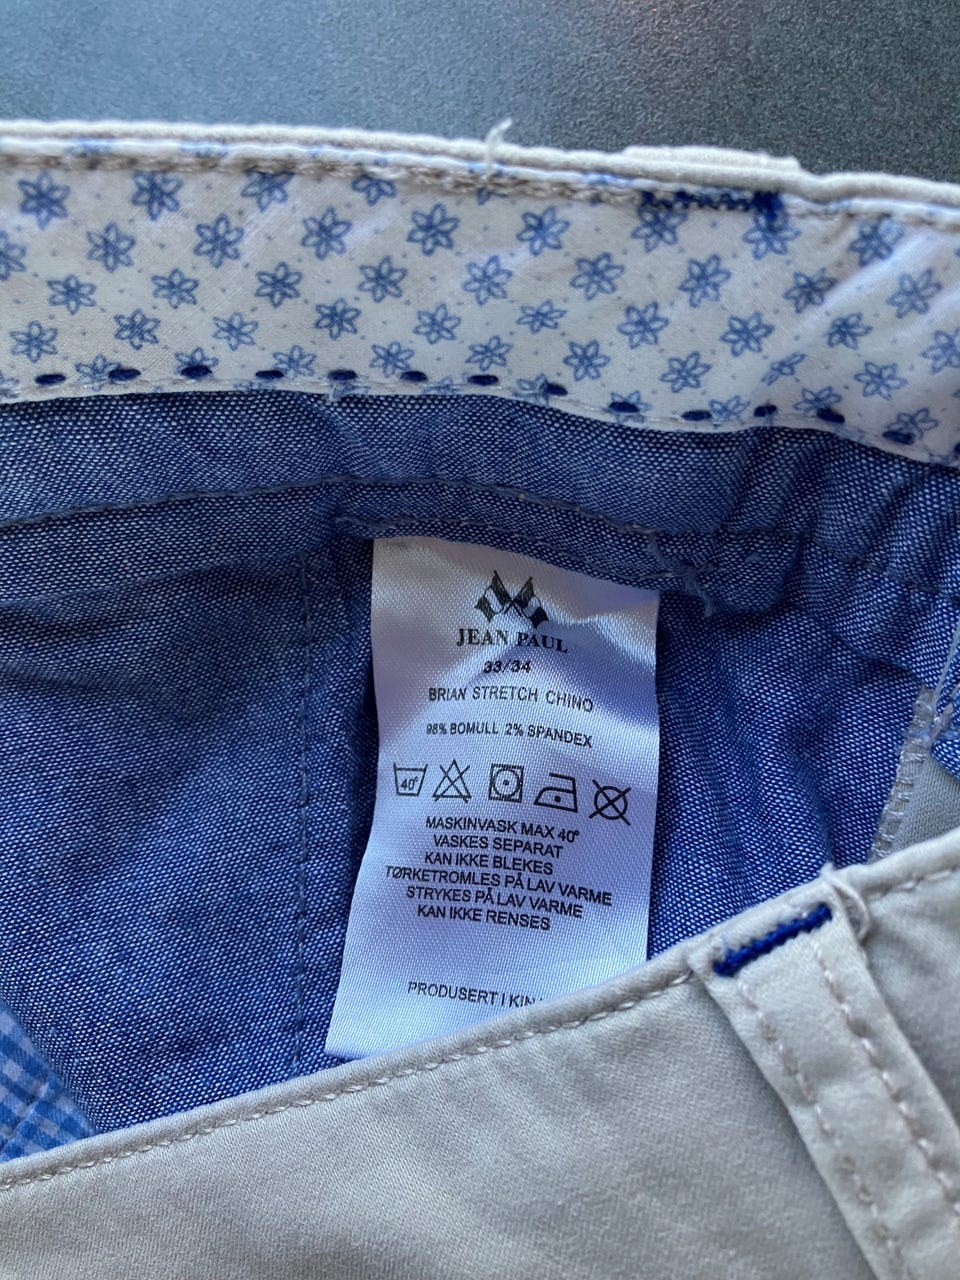 JEAN PAUL
33/34
BRIAN STRETCH CHINO
98% BOMULL 2% SPANDEX
40°
MASKINVASK MAX 40°
VASKES SEPARAT
KAN IKKE BLEKES
TØRKETROMLES PÅ LAV VARME
STRYKES PÅ LAV VARME
KAN IKKE RENSES
PRODUSERT I